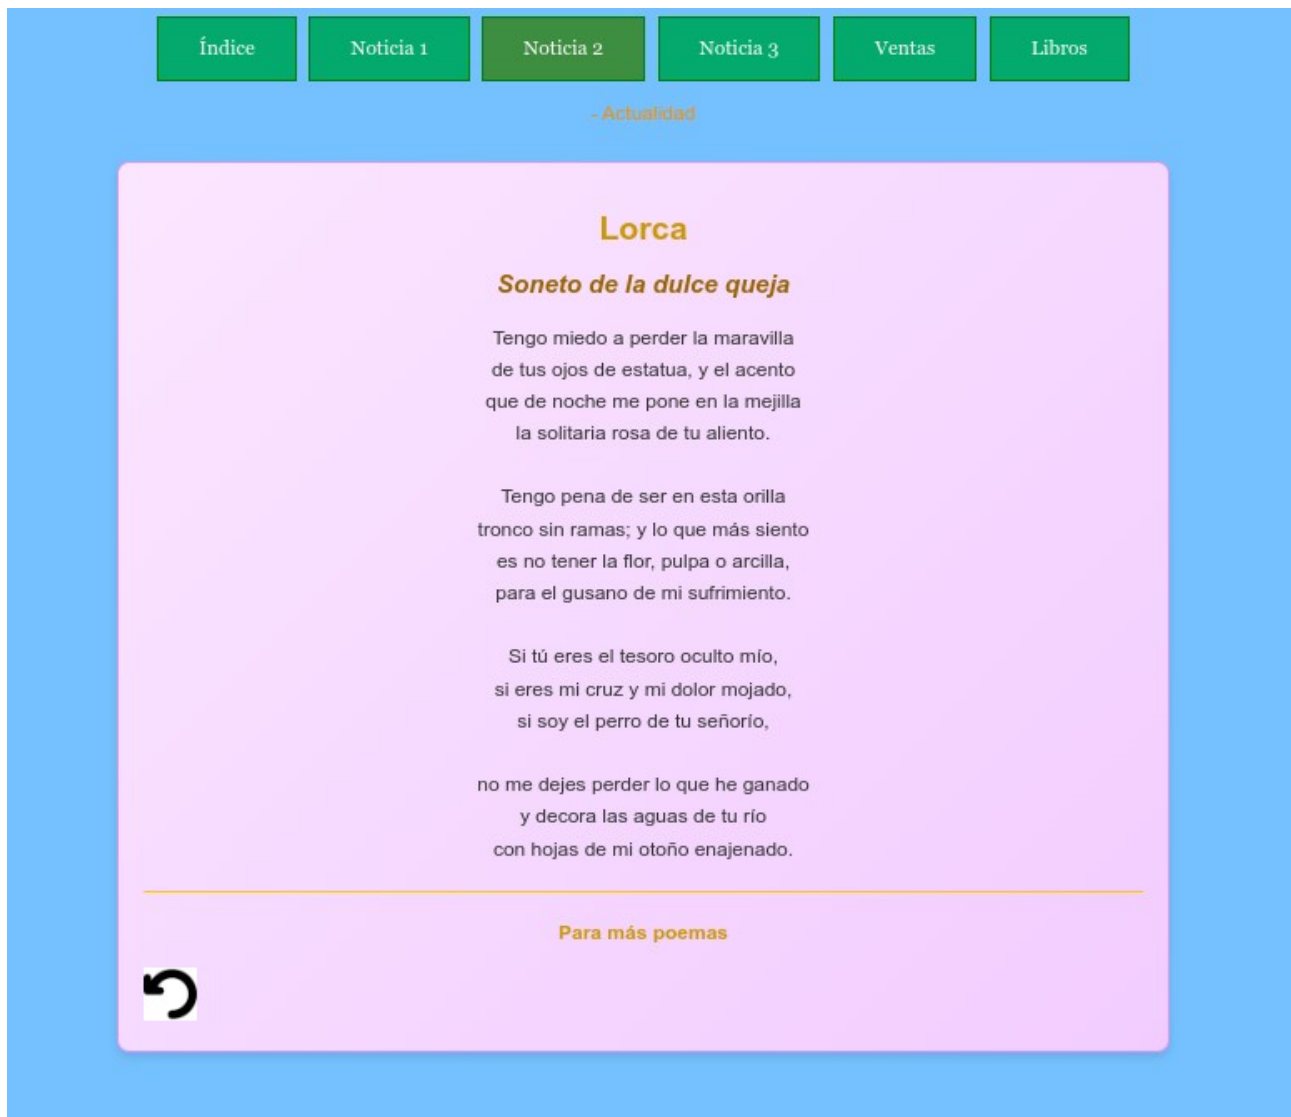 Índice
Noticia 1
Noticia 2
Noticia 3
Ventas
Libros
- Actualidad
Lorca
Soneto de la dulce queja
Tengo miedo a perder la maravilla
de tus ojos de estatua, y el acento
que de noche me pone en la mejilla
la solitaria rosa de tu aliento.
Tengo pena de ser en esta orilla
tronco sin ramas; y lo que más siento
es no tener la flor, pulpa o arcilla,
para el gusano de mi sufrimiento.
Si tú eres el tesoro oculto mío,
si eres mi cruz y mi dolor mojado,
si soy el perro de tu señorío,
no me dejes perder lo que he ganado
y decora las aguas de tu río
con hojas de mi otoño enajenado.
Para más poemas